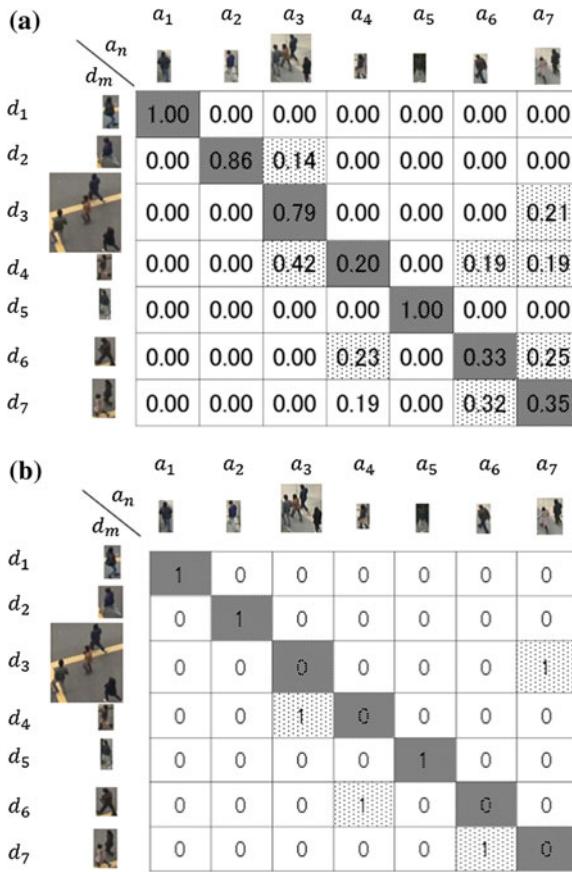 (a) a₁ a₂ a₃ a₄ a₅ a₆ a₇
aₙ
dₘ
d₁ 1.00 0.00 0.00 0.00 0.00 0.00 0.00
d₂ 0.00 0.86 0.14 0.00 0.00 0.00 0.00
d₃ 0.00 0.00 0.79 0.00 0.00 0.00 0.21
d₄ 0.00 0.00 0.42 0.20 0.00 0.19 0.19
d₅ 0.00 0.00 0.00 0.00 1.00 0.00 0.00
d₆ 0.00 0.00 0.00 0.23 0.00 0.33 0.25
d₇ 0.00 0.00 0.00 0.19 0.00 0.32 0.35
(b) a₁ a₂ a₃ a₄ a₅ a₆ a₇
aₙ
dₘ
d₁ 1 0 0 0 0 0 0
d₂ 0 1 0 0 0 0 0
d₃ 0 0 0 0 0 0 1
d₄ 0 0 1 0 0 0 0
d₅ 0 0 0 0 1 0 0
d₆ 0 0 0 1 0 0 0
d₇ 0 0 0 0 0 1 0